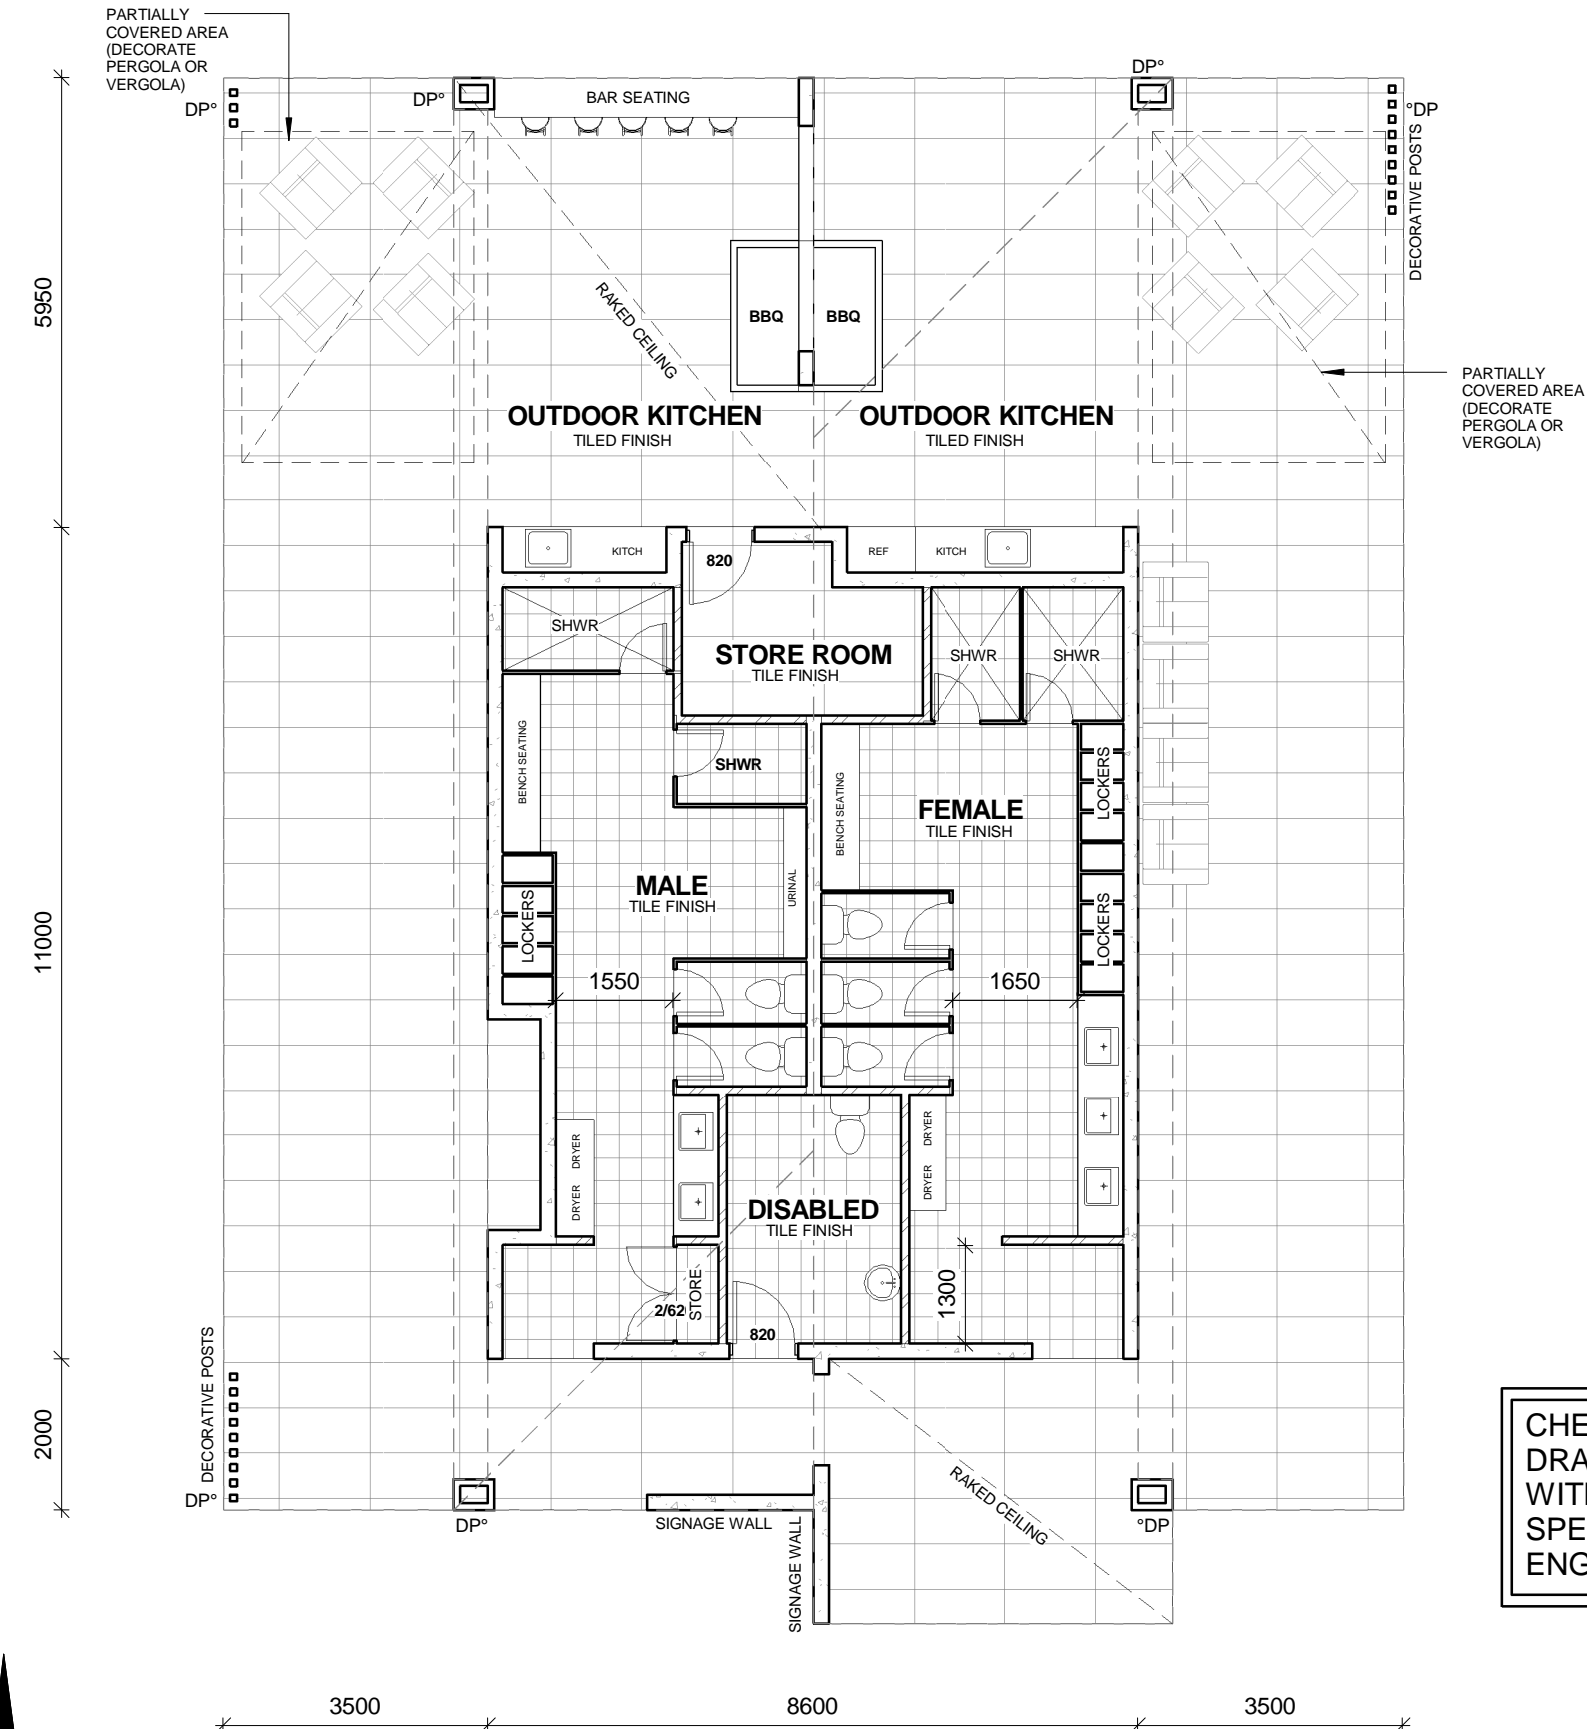 PARTIALLY
COVERED AREA
(DECORATE
PERGOLA OR
VERGOLA)
DP°
DP°
BAR SEATING
DP°
°DP
DECORATIVE POSTS
5950
RAKED CEILING
BBQ
BBQ
PARTIALLY
COVERED AREA
(DECORATE
PERGOLA OR
VERGOLA)
OUTDOOR KITCHEN
TILED FINISH
OUTDOOR KITCHEN
TILED FINISH
KITCH
820
REF
KITCH
SHWR
STORE ROOM
TILE FINISH
SHWR
SHWR
BENCH SEATING
SHWR
BENCH SEATING
FEMALE
TILE FINISH
LOCKERS
MALE
TILE FINISH
URINAL
LOCKERS
LOCKERS
11000
1550
1650
DRYER
DRYER
DRYER
DRYER
DISABLED
TILE FINISH
STORE
2/62
820
1300
DECORATIVE POSTS
2000
DP°
DP°
SIGNAGE WALL
SIGNAGE WALL
RAKED CEILING
°DP
CHE
DRA
WIT
SPE
ENG
3500
8600
3500